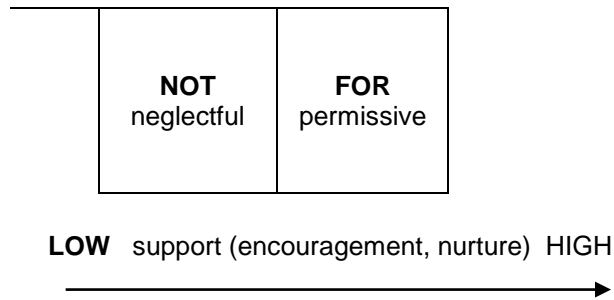 NOT FOR
neglectful permissive
LOW support (encouragement, nurture) HIGH